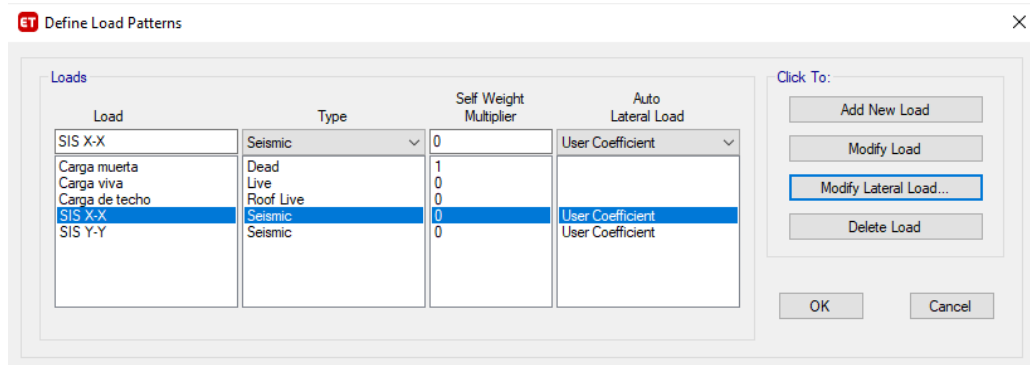 ET Define Load Patterns
Loads
Click To:
Load Type Self Weight Multiplier Auto Lateral Load
SIS X-X Seismic 0 User Coefficient
Carga muerta Dead 1
Carga viva Live 0
Carga de techo Roof Live 0
SIS X-X Seismic 0 User Coefficient
SIS Y-Y Seismic 0 User Coefficient
Add New Load
Modify Load
Modify Lateral Load...
Delete Load
OK Cancel